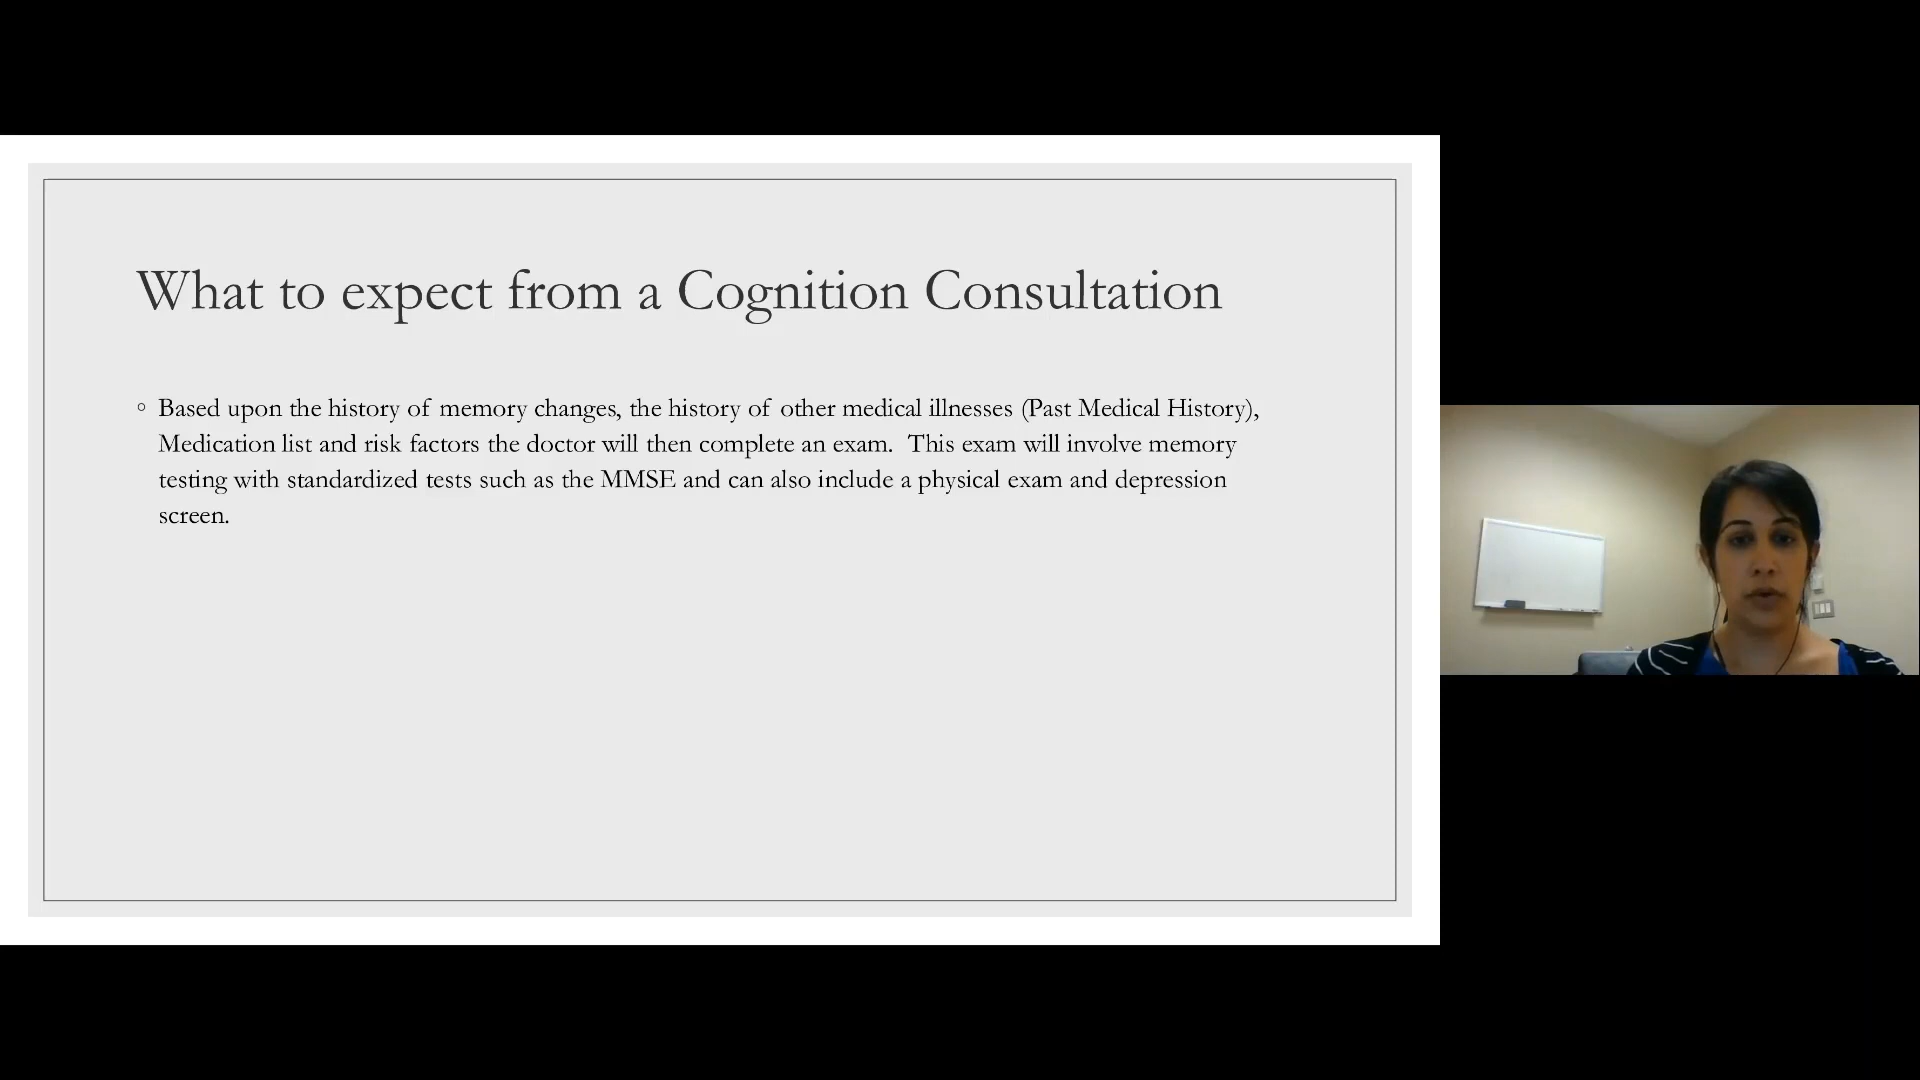 What to expect from a Cognition Consultation
◦ Based upon the history of memory changes, the history of other medical illnesses (Past Medical History),
Medication list and risk factors the doctor will then complete an exam.  This exam will involve memory
testing with standardized tests such as the MMSE and can also include a physical exam and depression
screen.